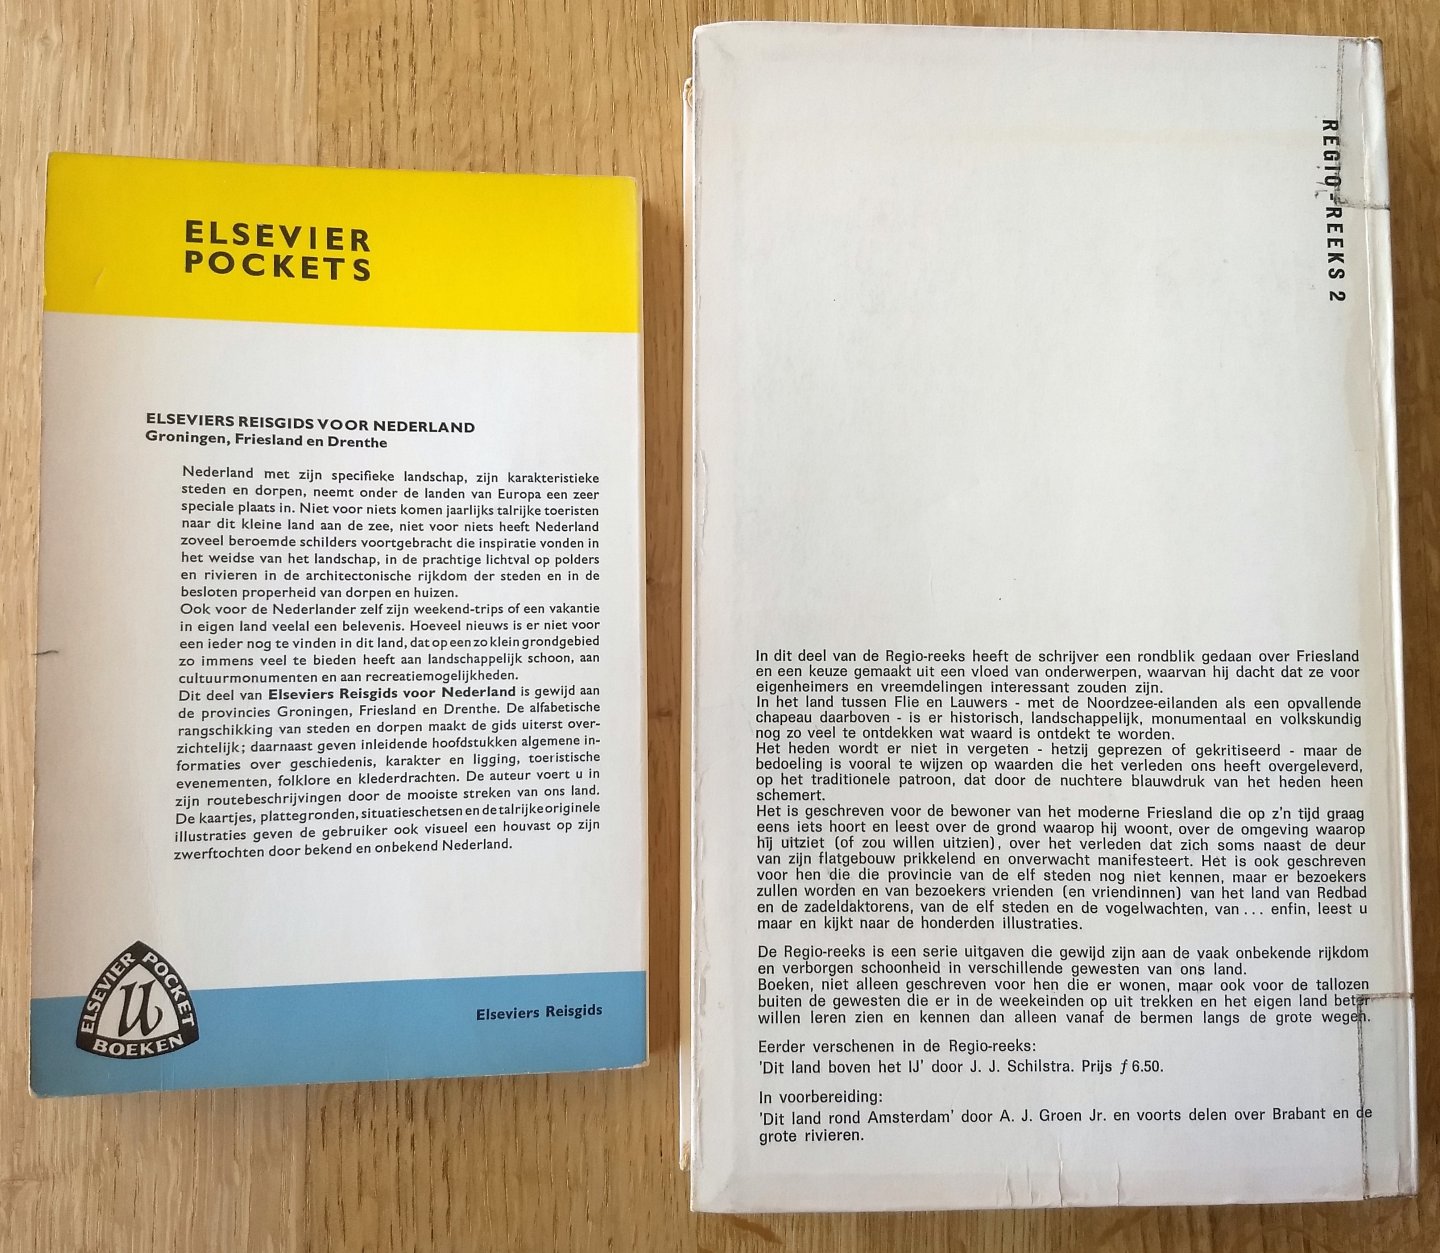 ELSEVIER
POCKETS
ELSEVIERS REISGIDS VOOR NEDERLAND
Groningen, Friesland en Drenthe
Nederland met zijn specifieke landschap, zijn karakteristieke
steden en dorpen, neemt onder de landen van Europa een zeer
speciale plaats in. Niet voor niets komen jaarlijks talrijke toeristen
naar dit kleine land aan de zee, niet voor niets heeft Nederland
zoveel beroemde schilders voortgebracht die inspiratie vonden in
het weidse van het landschap, in de prachtige lichtval op polders
en rivieren in de architectonische rijkdom der steden en in de
besloten properheid van dorpen en huizen.
Ook voor de Nederlander zelf zijn weekend-trips of een vakantie
in eigen land veelal een belevenis. Hoeveel nieuws is er niet voor
een ieder nog te vinden in dit land, dat op een zo klein grondgebied
zo immens veel te bieden heeft aan landschappelijk schoon, aan
cultuurmonumenten en aan recreatiemogelijkheden.
Dit deel van Elseviers Reisgids voor Nederland is gewijd aan
de provincies Groningen, Friesland en Drenthe. De alfabetische
rangschikking van steden en dorpen maakt de gids uiterst over-
zichtelijk; daarnaast geven inleidende hoofdstukken algemene in-
formaties over geschiedenis, karakter en ligging, toeristische
evenementen, folklore en klederdrachten. De auteur voert u in
zijn routebeschrijvingen door de mooiste streken van ons land.
De kaartjes, plattegronden, situatieschetsen en de talrijke originele
illustraties geven de gebruiker ook visueel een houvast op zijn
zwerftochten door bekend en onbekend Nederland.
ELSEVIER POCKET
BOEKEN
Elseviers Reisgids
REGIO-REEKS 2
In dit deel van de Regio-reeks heeft de schrijver een rondblik gedaan over Friesland
en een keuze gemaakt uit een vloed van onderwerpen, waarvan hij dacht dat ze voor
eigenheimers en vreemdelingen interessant zouden zijn.
In het land tussen Flie en Lauwers - met de Noordzee-eilanden als een opvallende
chapeau daarboven - is er historisch, landschappelijk, monumentaal en volkskundig
nog zo veel te ontdekken wat waard is ontdekt te worden.
Het heden wordt er niet in vergeten - hetzij geprezen of gekritiseerd - maar de
bedoeling is vooral te wijzen op waarden die het verleden ons heeft overgeleverd,
op het traditionele patroon, dat door de nuchtere blauwdruk van het heden heen
schemert.
Het is geschreven voor de bewoner van het moderne Friesland die op z'n tijd graag
eens iets hoort en leest over de grond waarop hij woont, over de omgeving waarop
hij uitziet (of zou willen uitzien), over het verleden dat zich soms naast de deur
van zijn flatgebouw prikkelend en onverwacht manifesteert. Het is ook geschreven
voor hen die die provincie van de elf steden nog niet kennen, maar er bezoekers
zullen worden en van bezoekers vrienden (en vriendinnen) van het land van Redbad
en de zadeldaktorens, van de elf steden en de vogelwachten, van... enfin, leest u
maar en kijkt naar de honderden illustraties.
De Regio-reeks is een serie uitgaven die gewijd zijn aan de vaak onbekende rijkdom
en verborgen schoonheid in verschillende gewesten van ons land.
Boeken, niet alleen geschreven voor hen die er wonen, maar ook voor de tallozen
buiten de gewesten die er in de weekeinden op uit trekken en het eigen land beter
willen leren zien en kennen dan alleen vanaf de bermen langs de grote wegen.
Eerder verschenen in de Regio-reeks:
'Dit land boven het IJ' door J. J. Schilstra. Prijs f 6.50.
In voorbereiding:
'Dit land rond Amsterdam' door A. J. Groen Jr. en voorts delen over Brabant en de
grote rivieren.